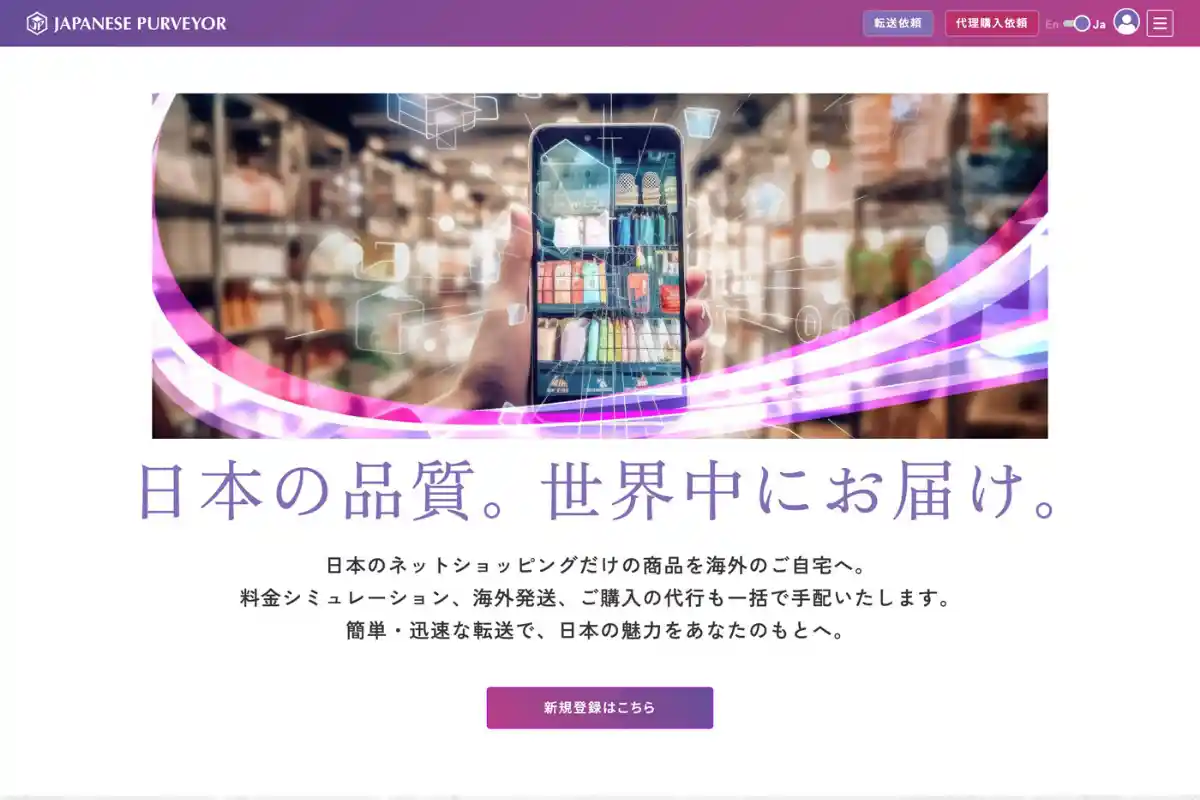 JAPANESE PURVEYOR
転送依頼
代理購入依頼
En
Ja
日本の品質。世界中にお届け。
日本のネットショッピングだけの商品を海外のご自宅へ。
料金シミュレーション、海外発送、ご購入の代行も一括で手配いたします。
簡単・迅速な転送で、日本の魅力をあなたのもとへ。
新規登録はこちら